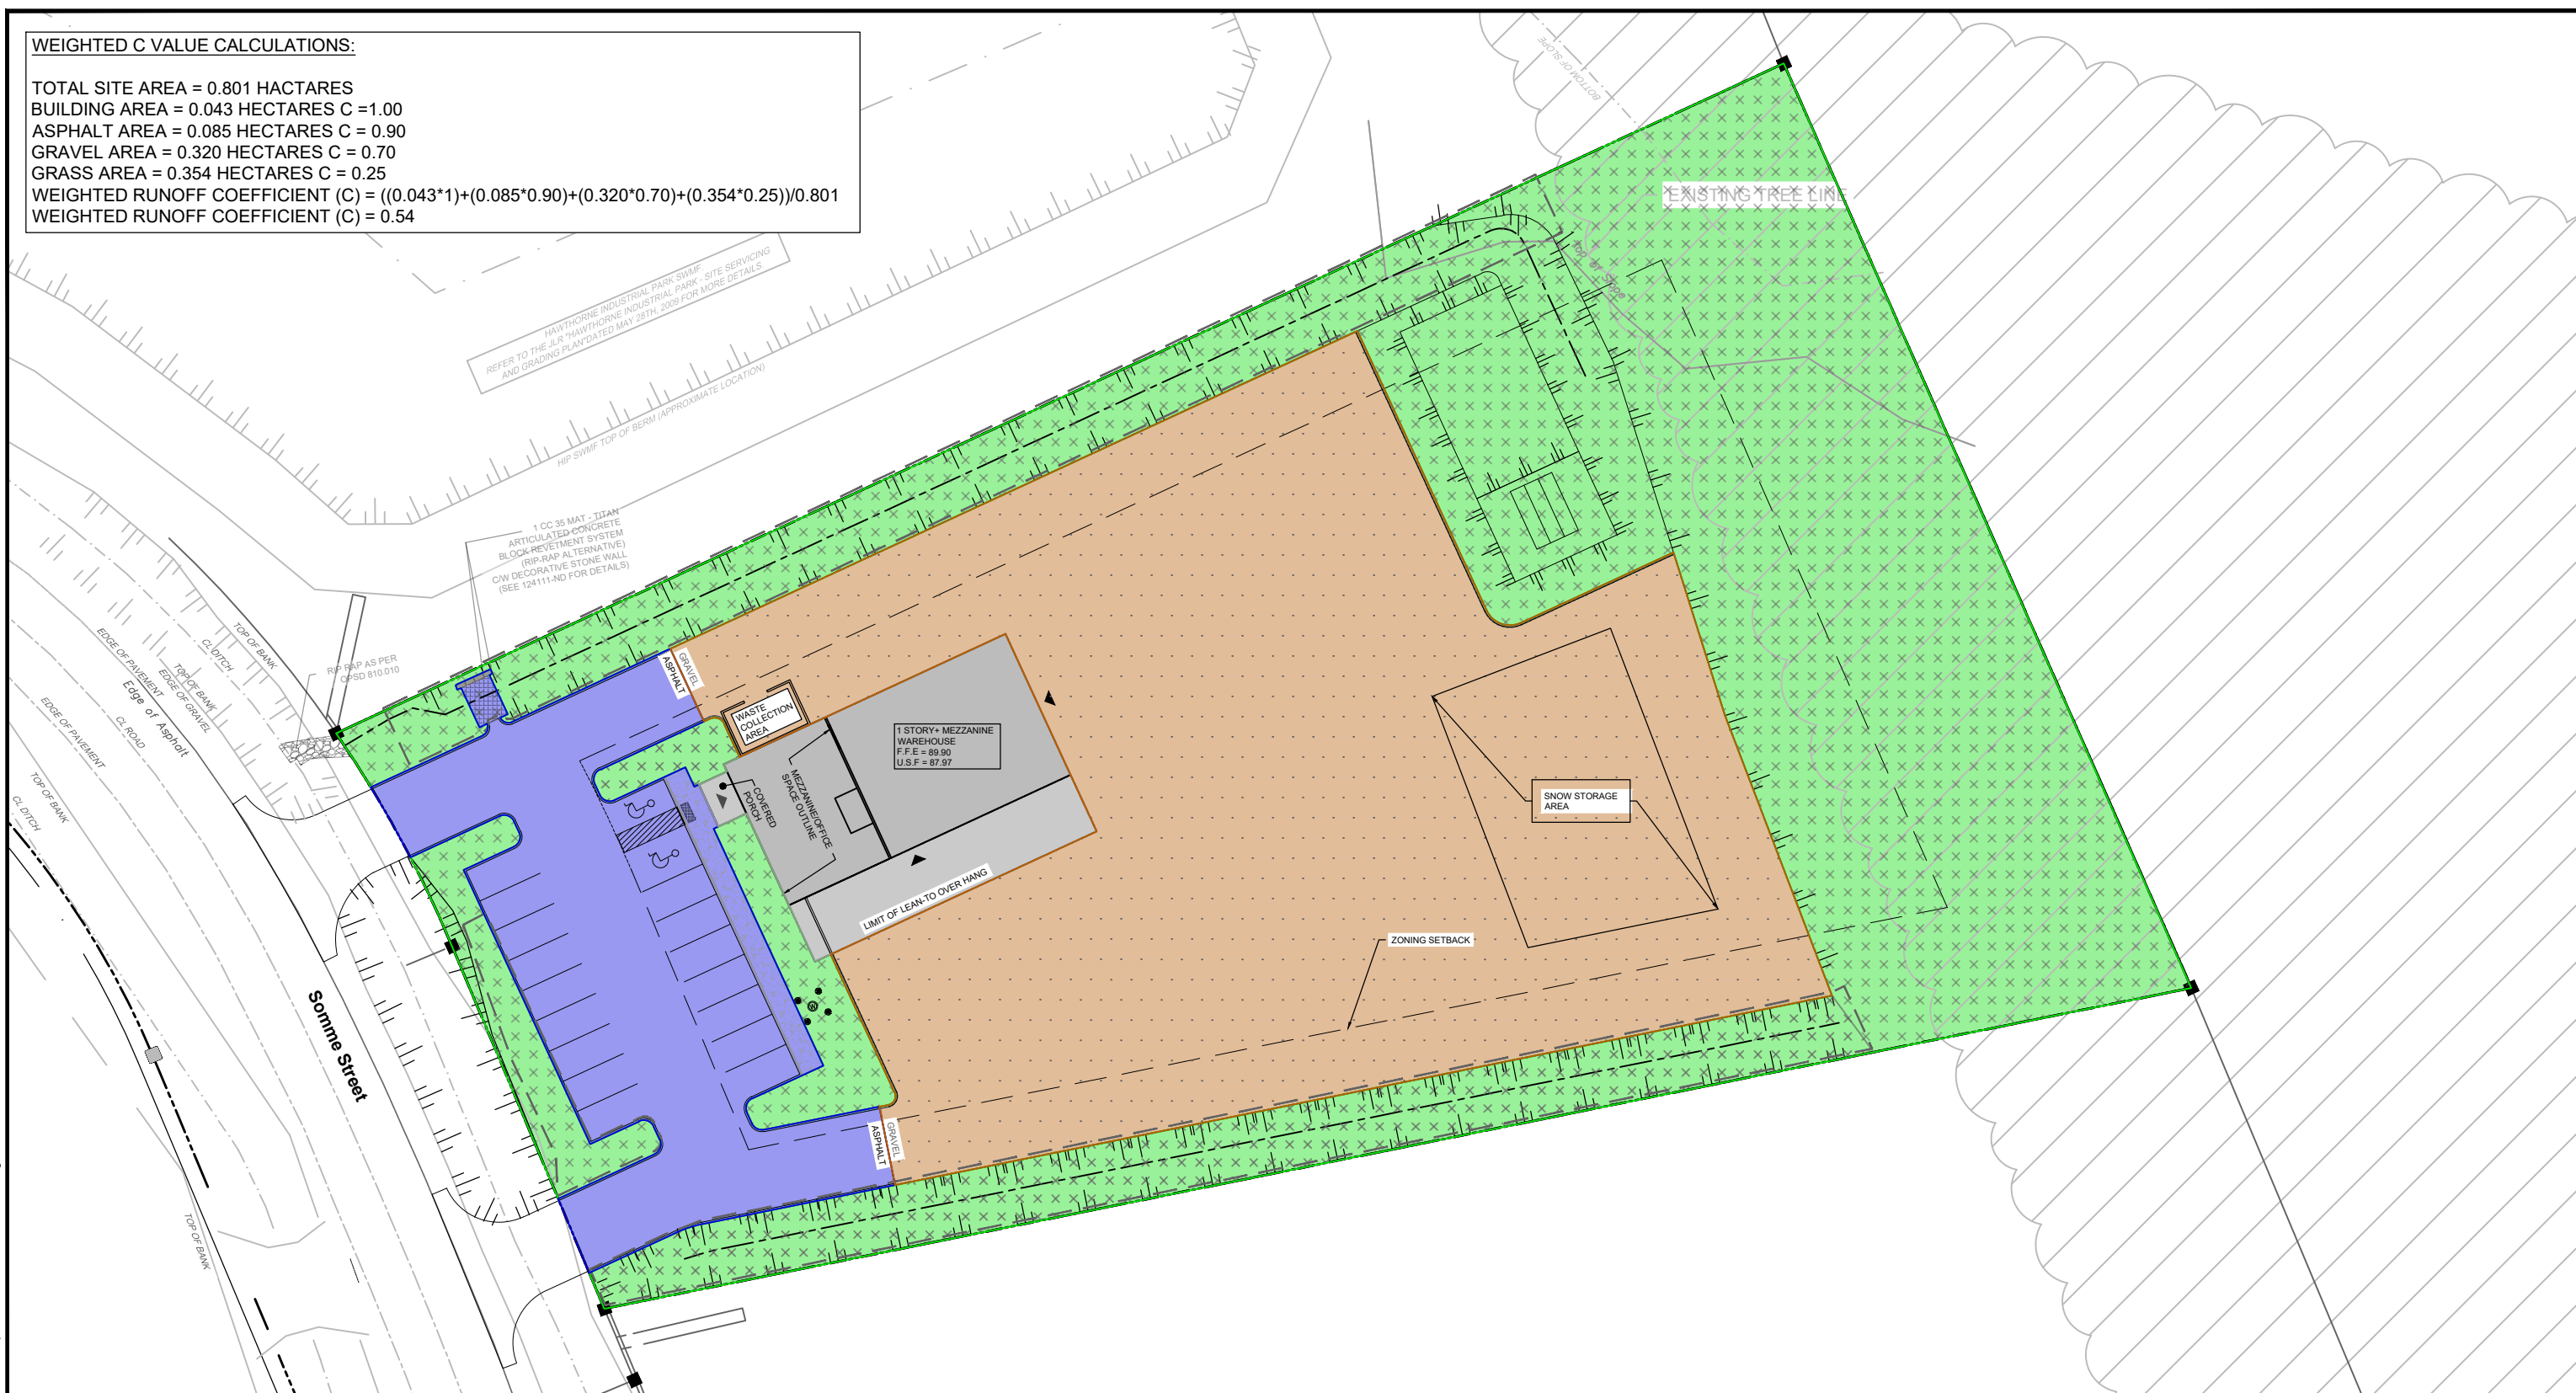 WEIGHTED C VALUE CALCULATIONS:
TOTAL SITE AREA = 0.801 HACTARES
BUILDING AREA = 0.043 HECTARES C =1.00
ASPHALT AREA = 0.085 HECTARES C = 0.90
GRAVEL AREA = 0.320 HECTARES C = 0.70
GRASS AREA = 0.354 HECTARES C = 0.25
WEIGHTED RUNOFF COEFFICIENT (C) = ((0.043*1)+(0.085*0.90)+(0.320*0.70)+(0.354*0.25))/0.801
WEIGHTED RUNOFF COEFFICIENT (C) = 0.54
BOTTOM OF SLOPE
EXISTING TREE LINE
Top of Slope
HAWTHORNE INDUSTRIAL PARK SWMF
REFER TO THE JLR "HAWTHORNE INDUSTRIAL PARK - SITE SERVICING
AND GRADING PLAN"DATED MAY 28TH, 2009 FOR MORE DETAILS
HIP SWMF TOP OF BERM (APPROXIMATE LOCATION)
1 CC 35 MAT - TITAN
ARTICULATED CONCRETE
BLOCK REVETMENT SYSTEM
(RIP-RAP ALTERNATIVE)
C/W DECORATIVE STONE WALL
(SEE 124111-ND FOR DETAILS)
RIP RAP AS PER
OPSD 810.010
TOP OF BANK
CL DITCH
TOP OF BANK
EDGE OF GRAVEL
EDGE OF PAVEMENT
Edge of Asphalt
CL ROAD
EDGE OF PAVEMENT
TOP OF BANK
CL DITCH
GRAVEL
ASPHALT
WASTE
COLLECTION
AREA
1 STORY+ MEZZANINE
WAREHOUSE
F.F.E = 89.90
U.S.F = 87.97
MEZZANINE/OFFICE
SPACE OUTLINE
COVERED
PORCH
LIMIT OF LEAN-TO OVER HANG
SNOW STORAGE
AREA
ZONING SETBACK
Somme Street
GRAVEL
ASPHALT
TOP OF BANK